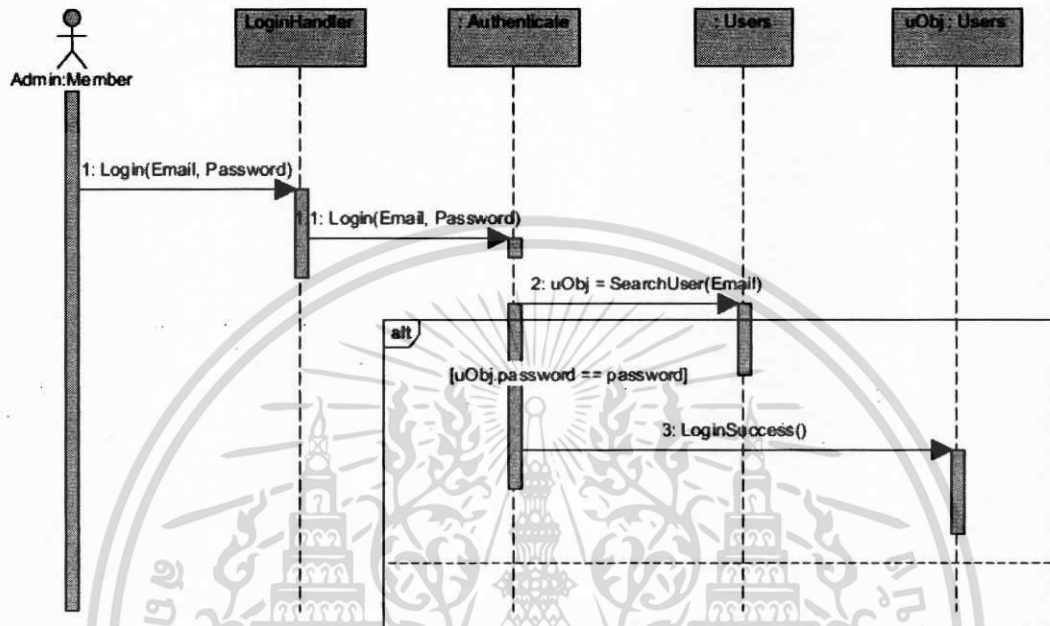 LoginHandler
: Authenticate
: Users
uObj : Users
Admin:Member
1: Login(Email, Password)
1.1: Login(Email, Password)
2: uObj = SearchUser(Email)
alt
[uObj.password == password]
3: LoginSuccess()